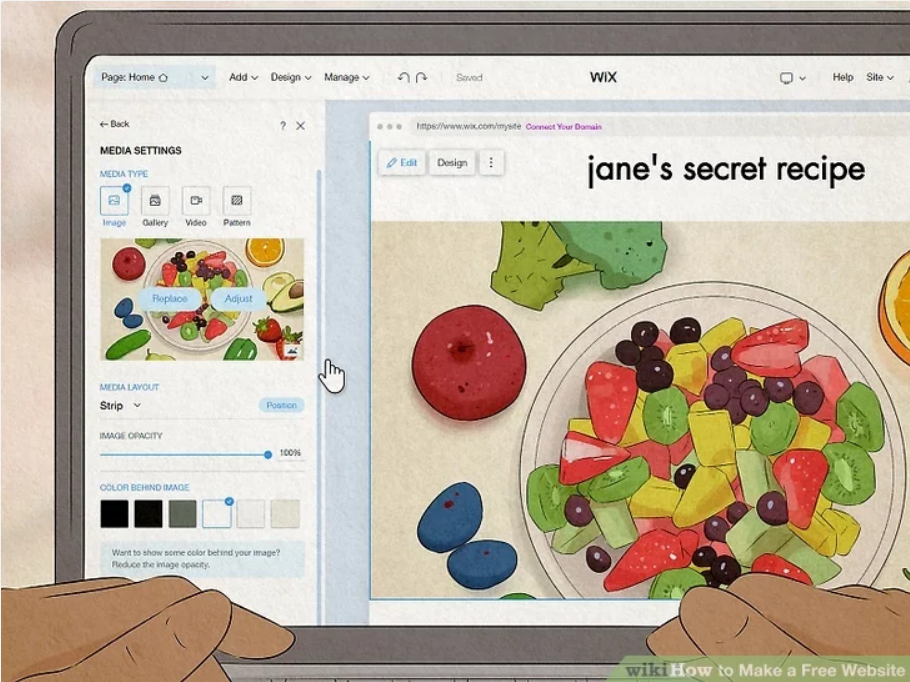 Page: Home
Add
Design
Manage
Saved
WiX
Help
Site
Back
?
MEDIA SETTINGS
MEDIA TYPE
Image
Gallery
Video
Pattern
Replace
Adjust
MEDIA LAYOUT
Strip
Position
IMAGE OPACITY
100%
COLOR BEHIND IMAGE
Want to show some color behind your image?
Reduce the image opacity.
https://www.wix.com/mysite Connect Your Domain
Edit
Design
jane's secret recipe
wikiHow to Make a Free Website